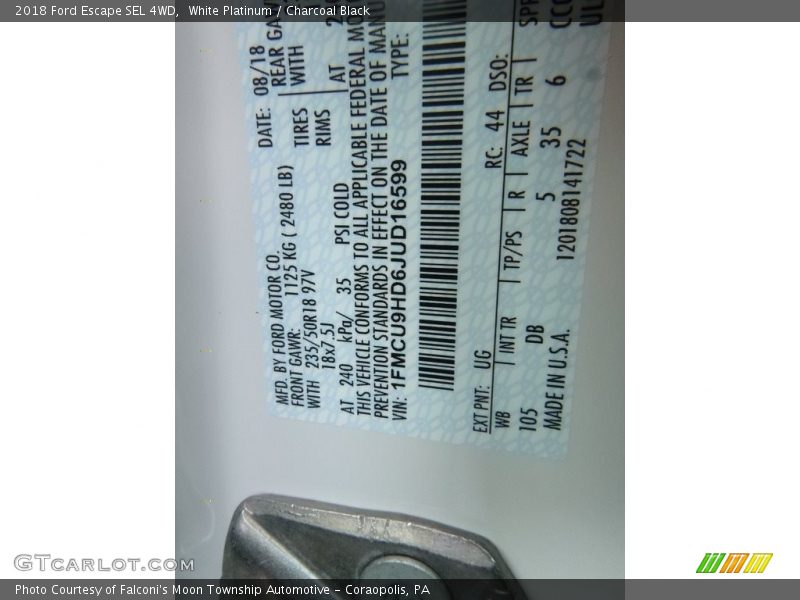 2018 Ford Escape SEL 4WD, White Platinum / Charcoal Black
MFD. BY FORD MOTOR CO.
DATE: 08/18
FRONT GAWR: 1125 KG ( 2480 LB)
REAR
WITH 235/50R18 97V
TIRES
WITH
18x7.5J
RIMS
AT 240 kPa/ 35 PSI COLD
AT
THIS VEHICLE CONFORMS TO ALL APPLICABLE FEDERAL
PREVENTION STANDARDS IN EFFECT ON THE DATE OF
VIN: 1FMCU9HD6JUD16599
TYPE:
EXT PNT: UG
RC: 44 DSO:
WB INT TR TP/PS R AXLE TR
105 DB 5 35 6
MADE IN U.S.A.
1201808141722
GTCARLOT.COM
Photo Courtesy of Falconi's Moon Township Automotive - Coraopolis, PA